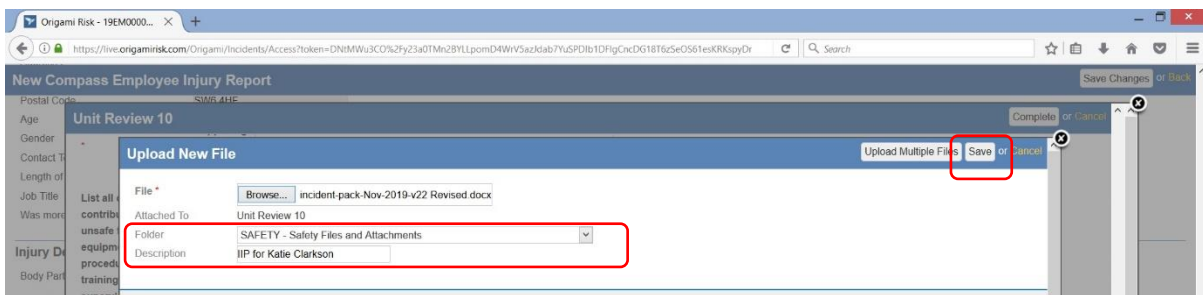 Origami Risk - 19EM0000... × +
https://live.origamirisk.com/Origami/Incidents/Access?token=
Search
New Compass Employee Injury Report Save Changes or Back
Postal Code SW6 4HF
Age Unit Review 10 Complete or Cancel
Gender
Contact T Upload New File Upload Multiple Files Save or Cancel
Length of
Job Title File * Browse... incident-pack-Nov-2019-v22 Revised.docx
List all
Was more contribu Attached To Unit Review 10
unsafe Folder SAFETY - Safety Files and Attachments
Injury De equipm Description IIP for Katie Clarkson
procedu
Body Part training